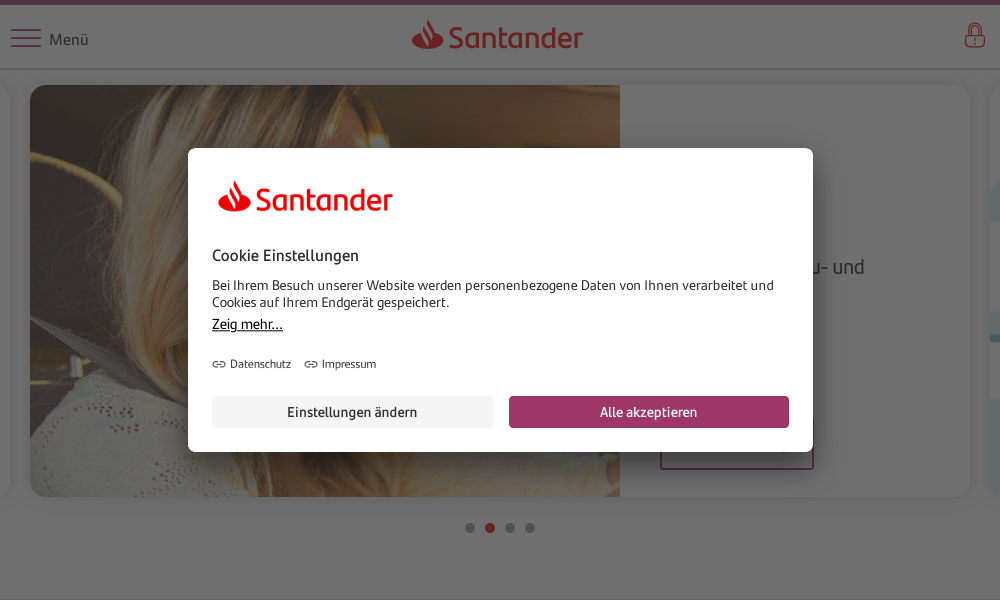 Menü
Santander
u- und
Santander
Cookie Einstellungen
Bei Ihrem Besuch unserer Website werden personenbezogene Daten von Ihnen verarbeitet und
Cookies auf Ihrem Endgerät gespeichert.
Zeig mehr...
Datenschutz
Impressum
Einstellungen ändern
Alle akzeptieren